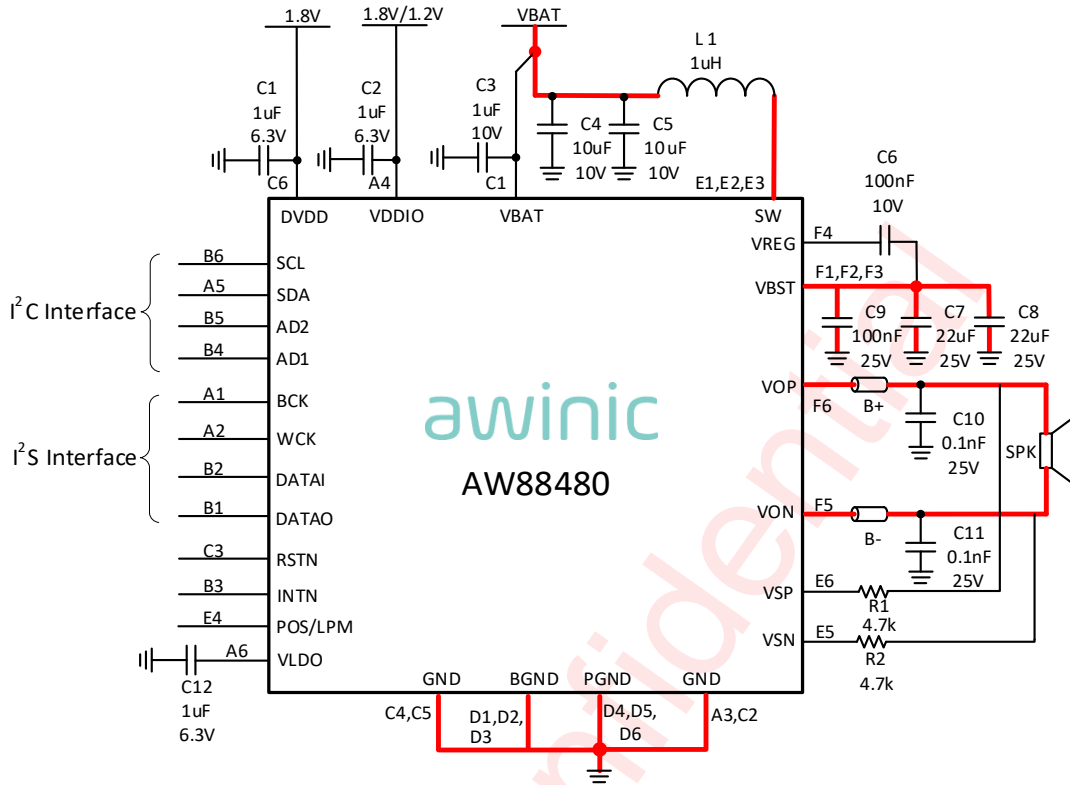 1.8V
1.8V/1.2V
VBAT
L 1
1uH
C1
1uF
6.3V
C2
1uF
6.3V
C3
1uF
10V
C4
10uF
10V
C5
10uF
10V
C6
100nF
10V
C6
A4
C1
E1,E2,E3
DVDD
VDDIO
VBAT
SW
VREG
F4
VBST
F1,F2,F3
C9
100nF
25V
C7
22uF
25V
C8
22uF
25V
I²C Interface
B6
SCL
A5
SDA
B5
AD2
B4
AD1
I²S Interface
A1
BCK
A2
WCK
B2
DATAI
B1
DATAO
C3
RSTN
B3
INTN
E4
POS/LPM
A6
VLDO
C12
1uF
6.3V
awinic
AW88480
VOP
F6
B+
C10
0.1nF
25V
SPK
VON
F5
B-
C11
0.1nF
25V
VSP
E6
R1
4.7k
VSN
E5
R2
4.7k
GND
BGND
PGND
GND
C4,C5
D1,D2,
D3
D4,D5,
D6
A3,C2
nfidential